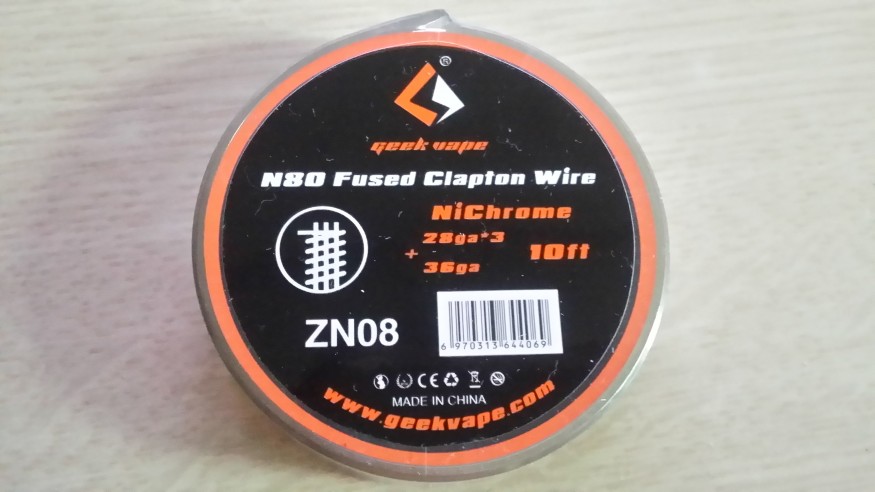 ®
geek vape
N80 Fused Clapton Wire
NiChrome
28ga*3
+
36ga
10ft
ZN08
6 970313 644069
CE
MADE IN CHINA
www.geekvape.com